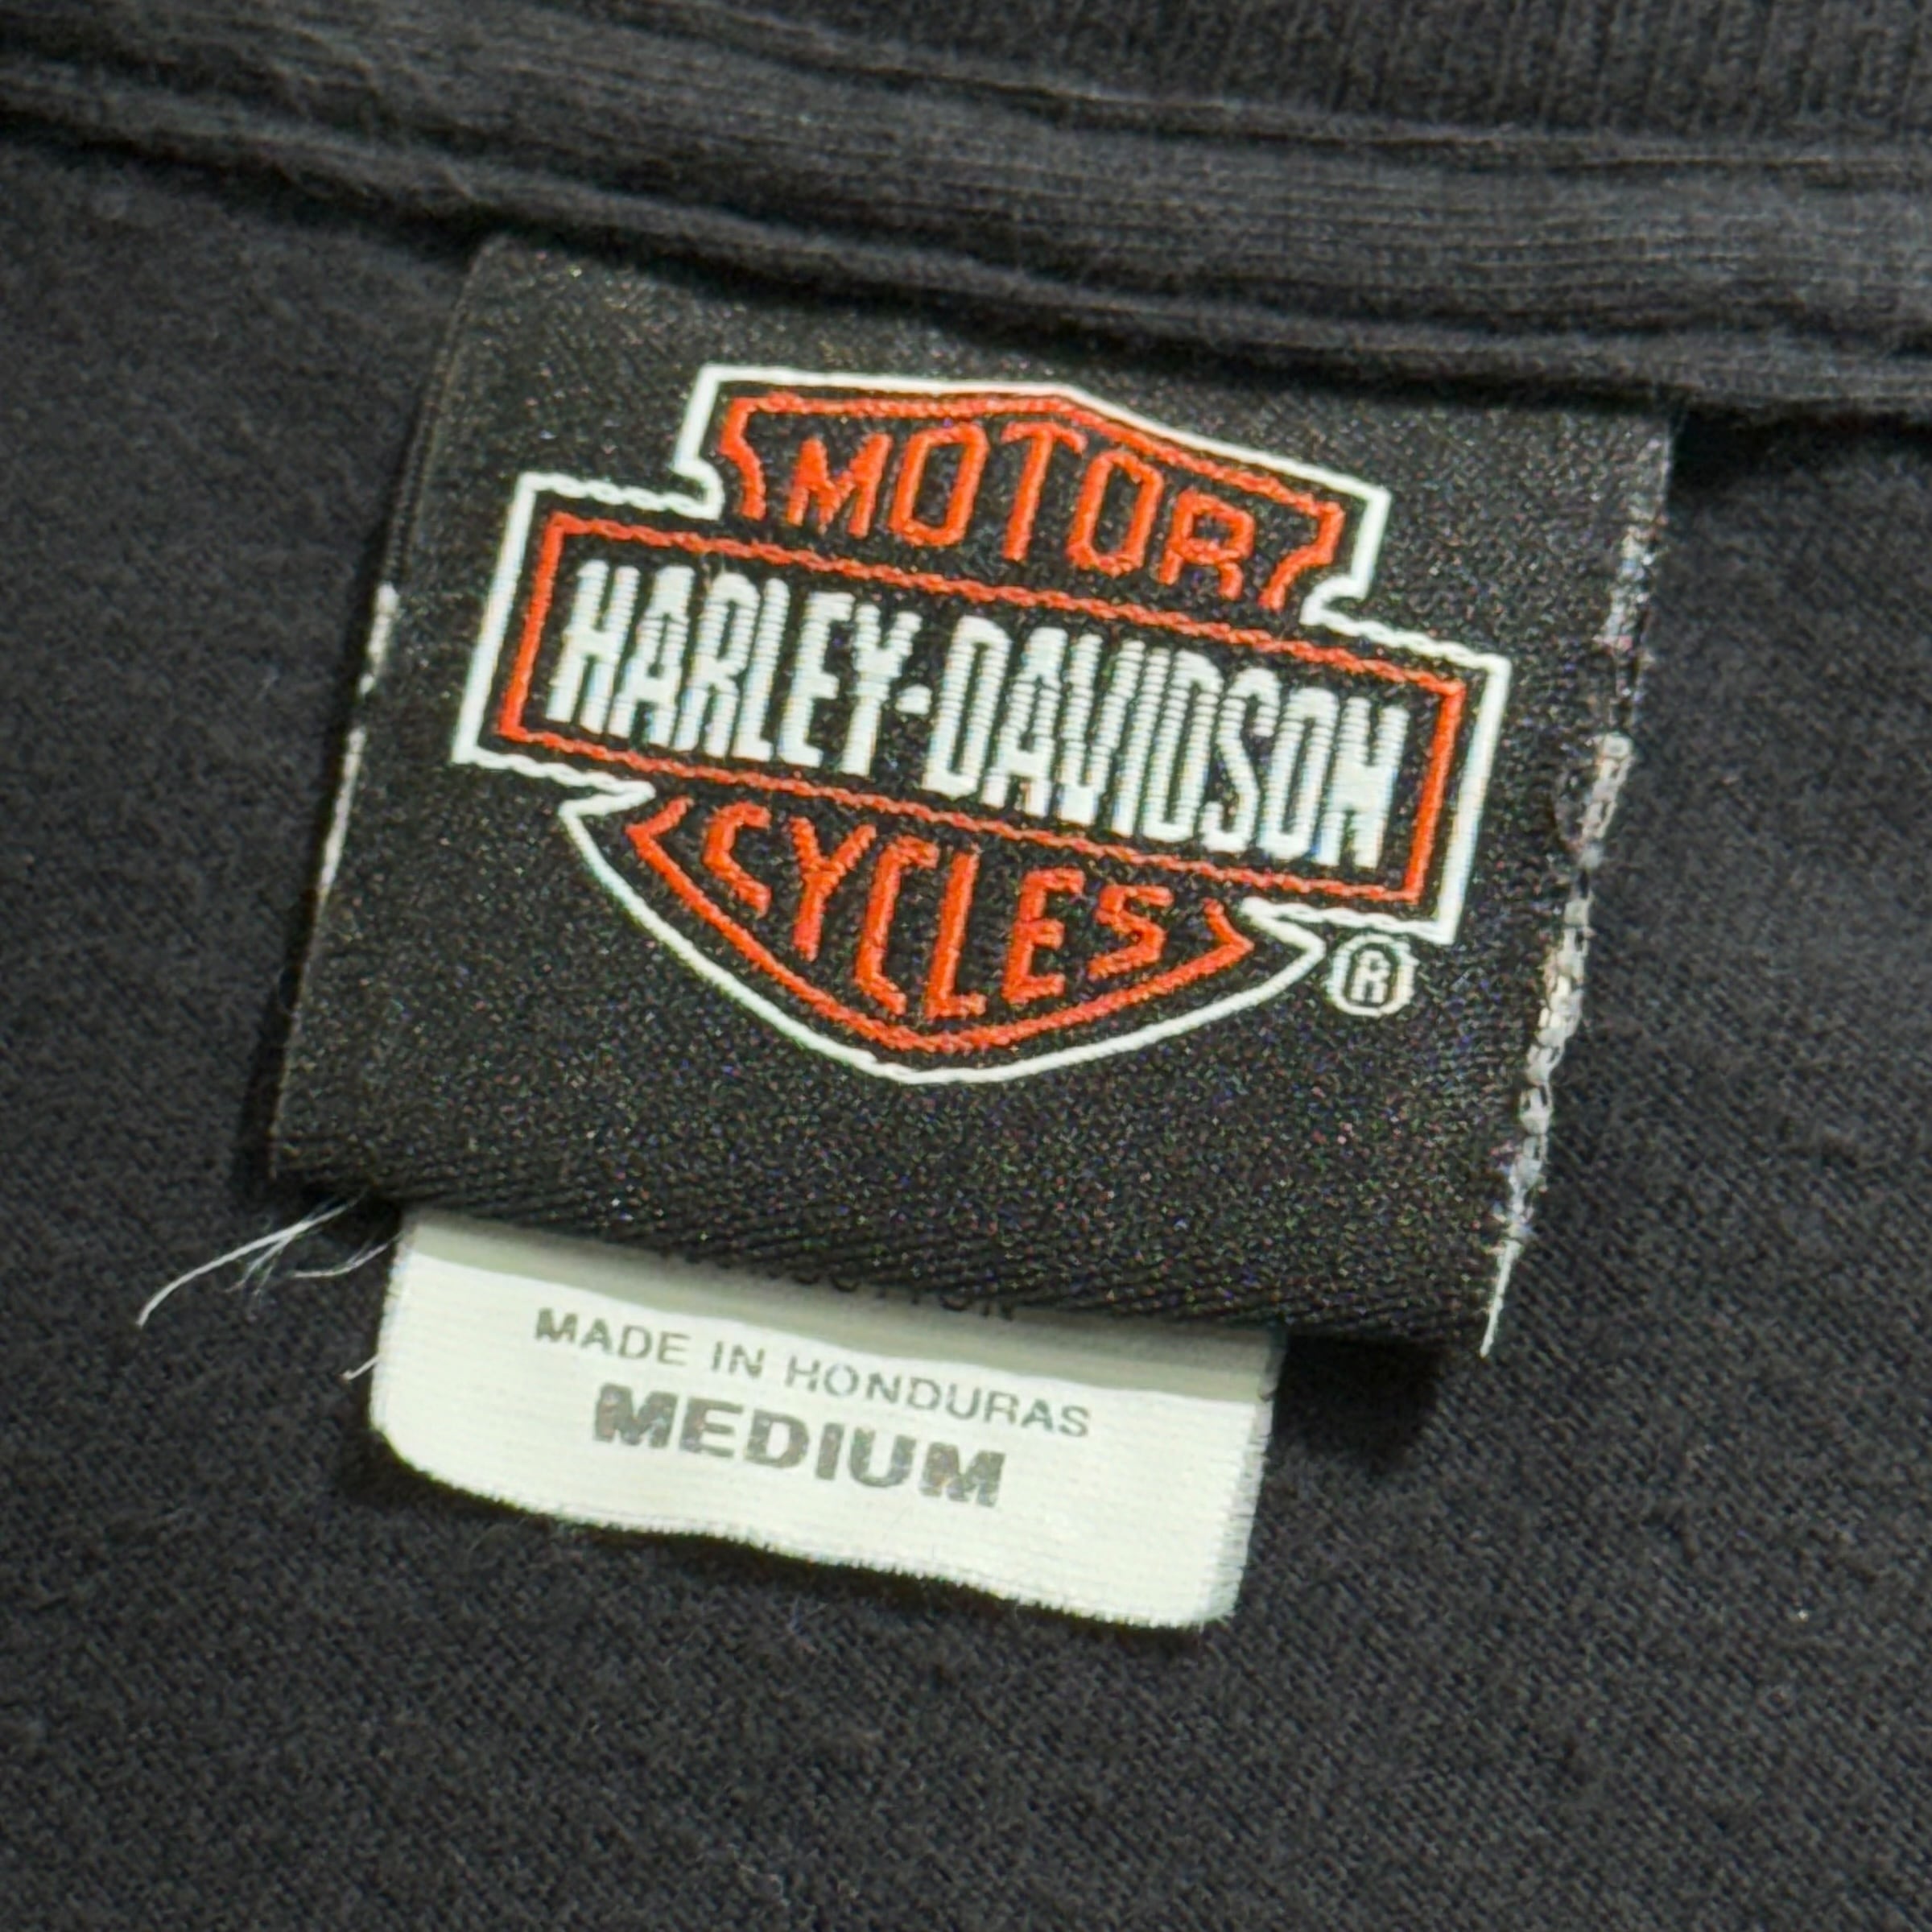 MOTOR
HARLEY-DAVIDSON
CYCLES
®
MADE IN HONDURAS
MEDIUM